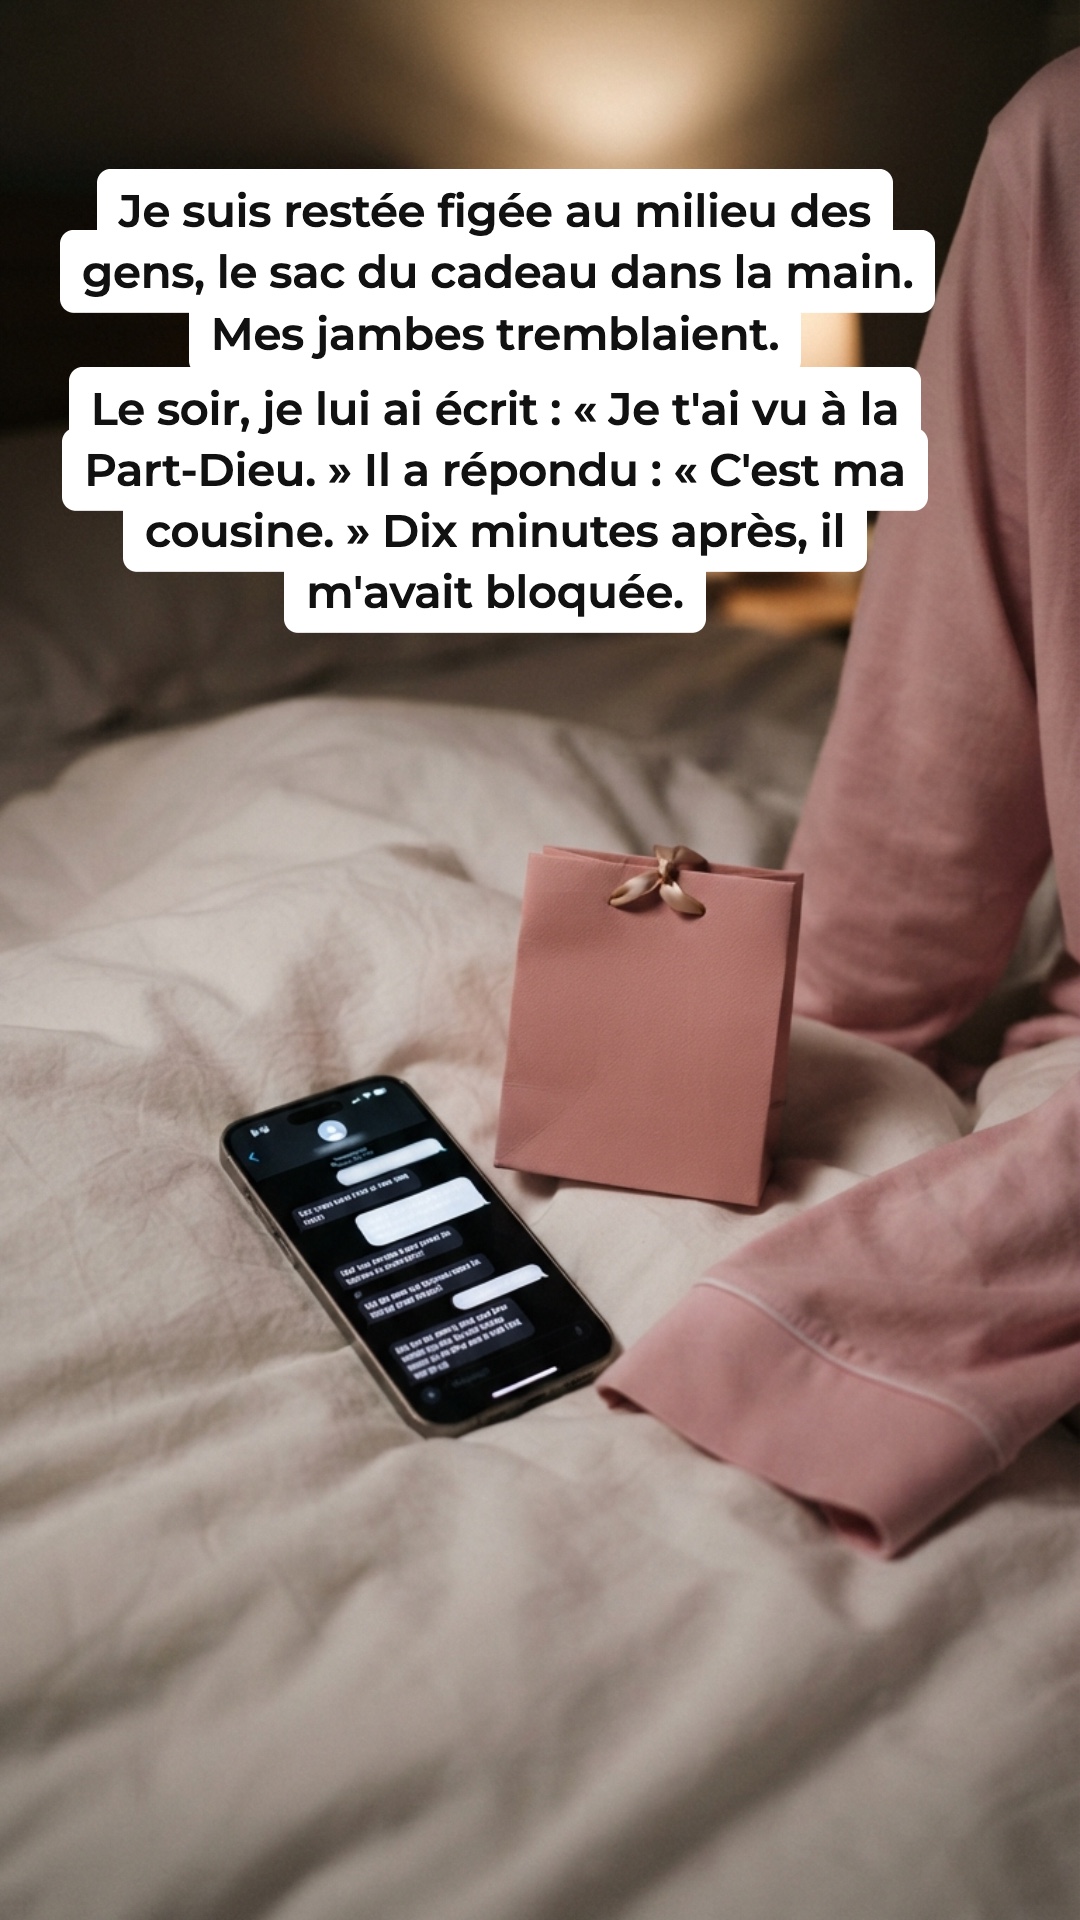 Je suis restée figée au milieu des
gens, le sac du cadeau dans la main.
Mes jambes tremblaient.
Le soir, je lui ai écrit : « Je t'ai vu à la
Part-Dieu. » Il a répondu : « C'est ma
cousine. » Dix minutes après, il
m'avait bloquée.